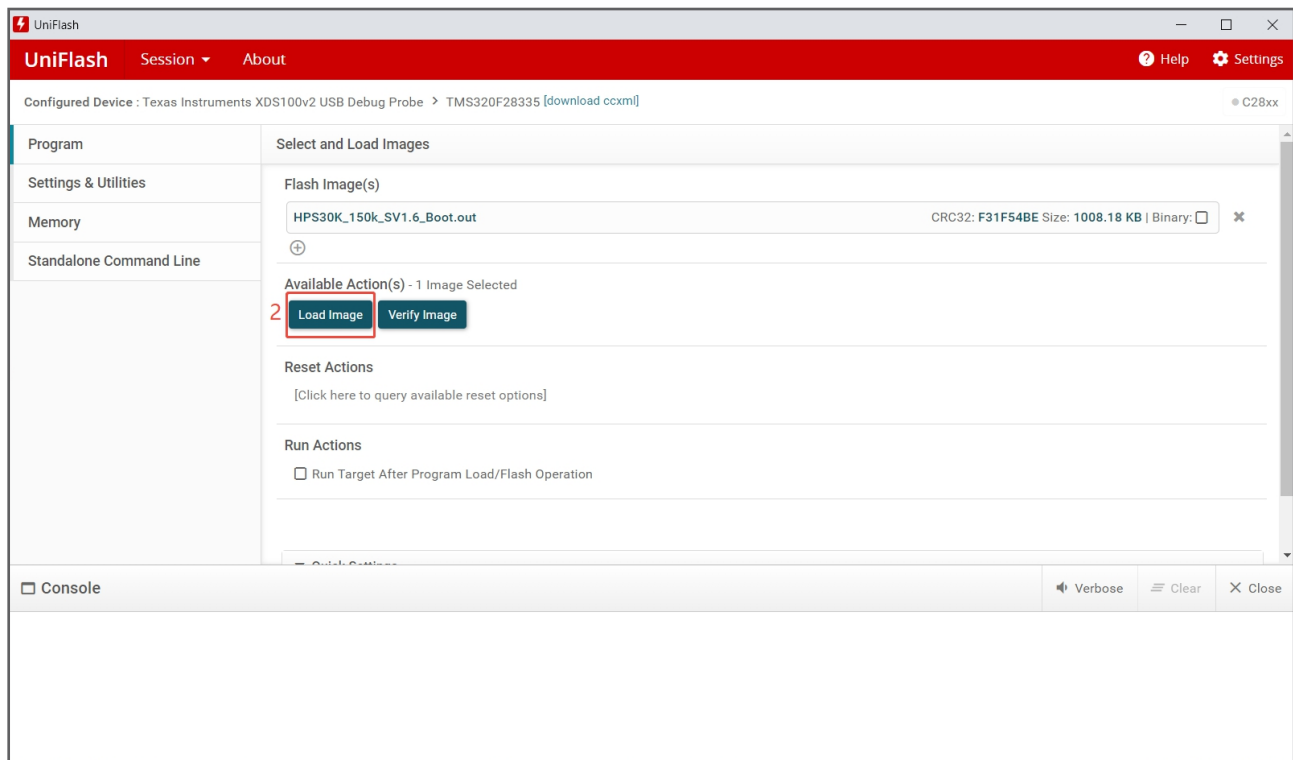 UniFlash
UniFlash Session About Help Settings
Configured Device : Texas Instruments XDS100v2 USB Debug Probe > TMS320F28335 [download ccxml] C28xx
Program
Settings & Utilities
Memory
Standalone Command Line
Select and Load Images
Flash Image(s)
HPS30K_150k_SV1.6_Boot.out CRC32: F31F54BE Size: 1008.18 KB | Binary:
Available Action(s) - 1 Image Selected
2 Load Image Verify Image
Reset Actions
[Click here to query available reset options]
Run Actions
Run Target After Program Load/Flash Operation
Quick Settings
Console Verbose Clear Close